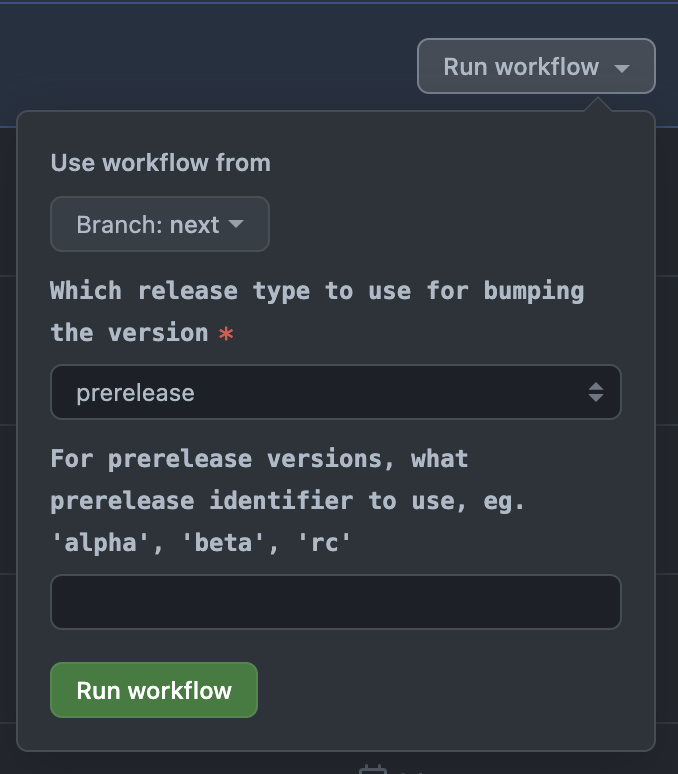 Run workflow
Use workflow from
Branch: next
Which release type to use for bumping
the version *
prerelease
For prerelease versions, what
prerelease identifier to use, eg.
'alpha', 'beta', 'rc'
Run workflow